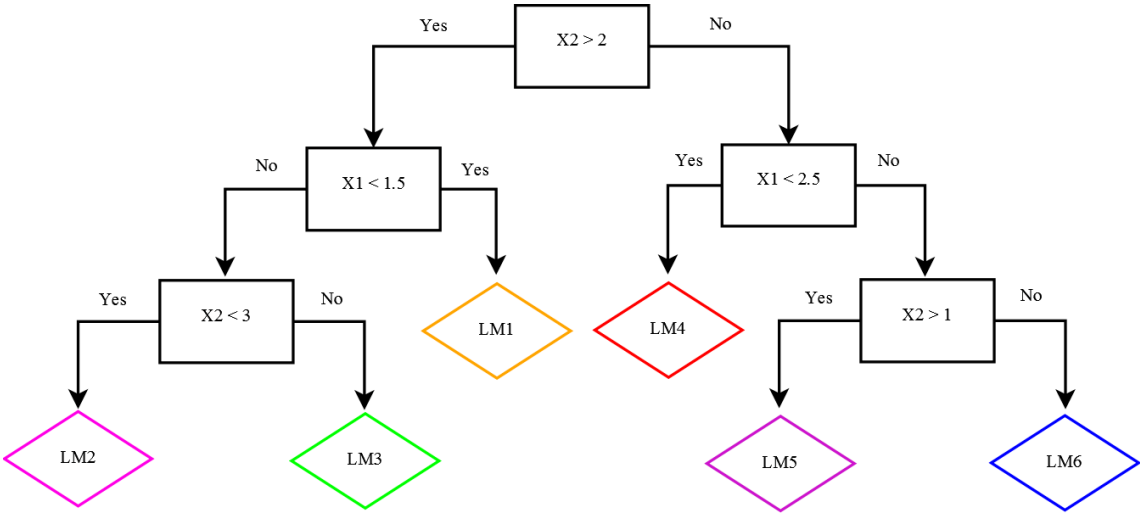 X2 > 2
Yes
No
X1 < 1.5
No
Yes
X1 < 2.5
Yes
No
X2 < 3
Yes
No
LM1
LM4
X2 > 1
Yes
No
LM2
LM3
LM5
LM6